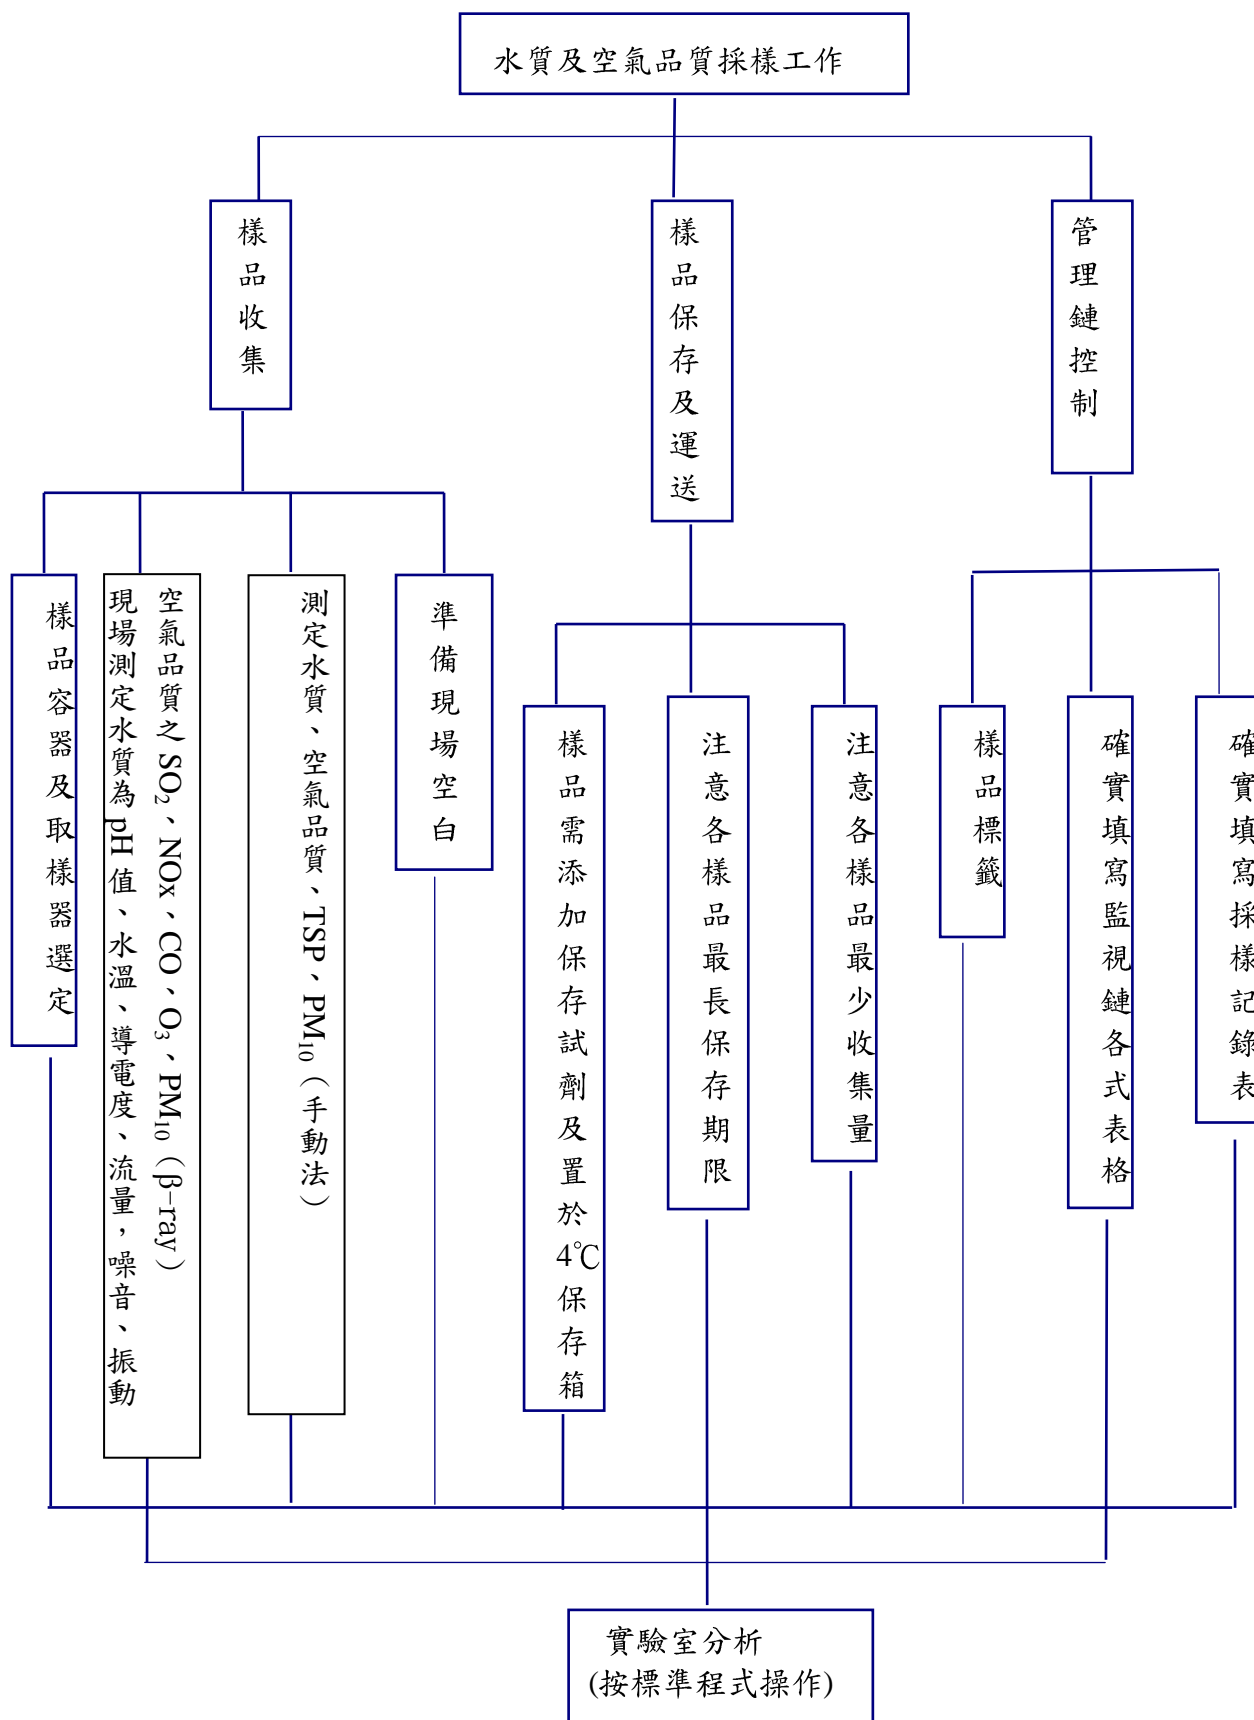 水質及空氣品質採樣工作
樣品收集
樣品保存及運送
管理鏈控制
樣品容器及取樣器選定
空氣品質之 SO₂、NOx、CO、O₃、PM₁₀（β-ray）
現場測定水質為 pH 值、水溫、導電度、流量，噪音、振動
測定水質、空氣品質、TSP、PM₁₀（手動法）
準備現場空白
樣品需添加保存試劑及置於4℃保存箱
注意各樣品最長保存期限
注意各樣品最少收集量
樣品標籤
確實填寫監視鏈各式表格
確實填寫採樣記錄表
實驗室分析
(按標準程式操作)